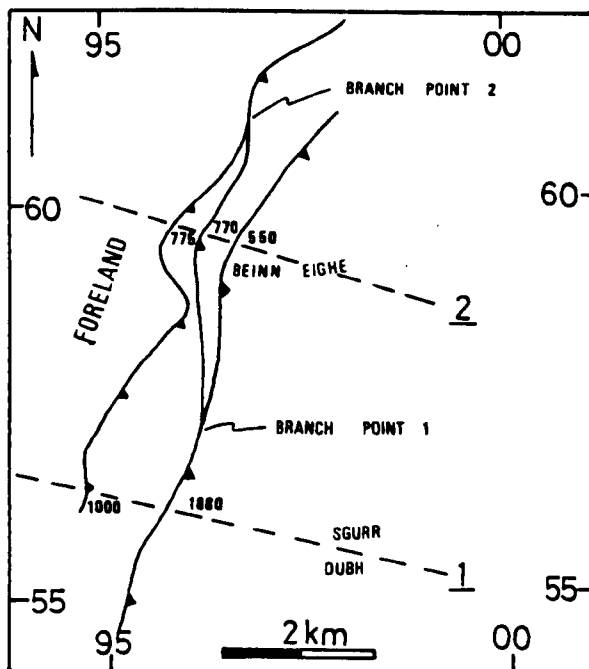 95
00
N
BRANCH POINT 2
60
60
775
770
550
BEINN EIGHE
FORELAND
2
BRANCH POINT 1
1000
1880
SGURR
DUBH
1
55
55
2 km
95
00